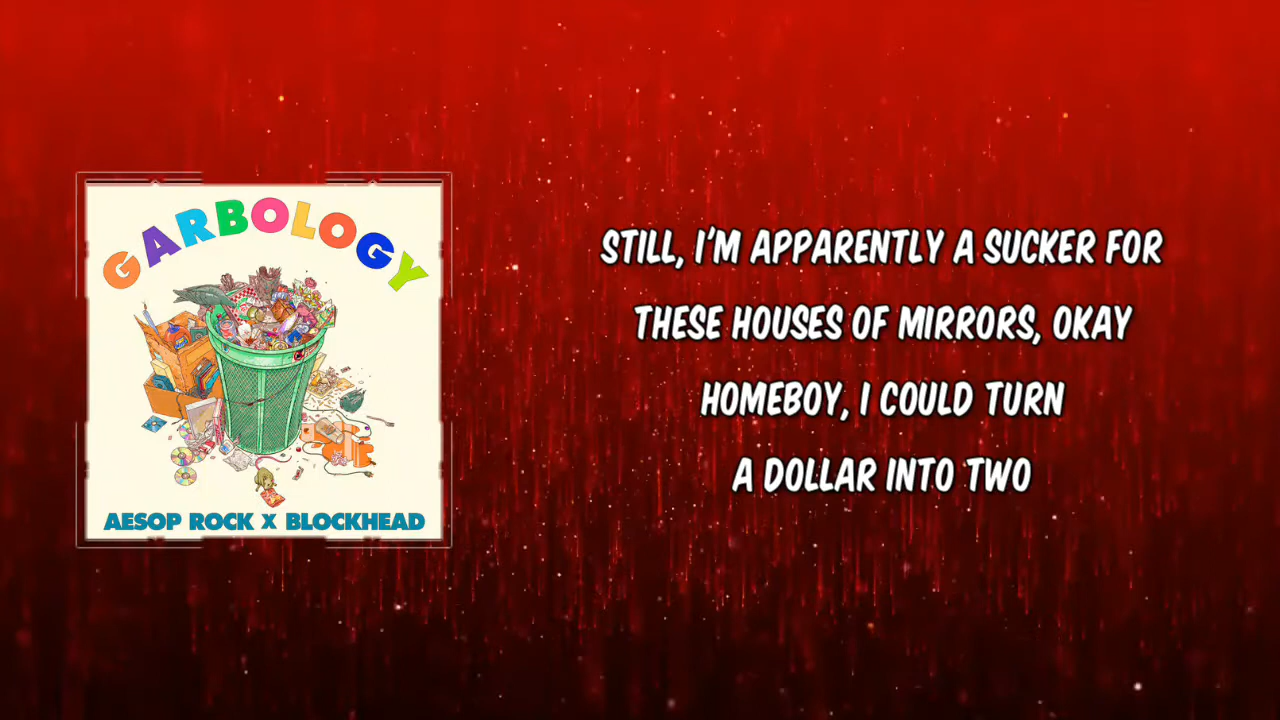 GARBOLOGY
AESOP ROCK X BLOCKHEAD
STILL, I'M APPARENTLY A SUCKER FOR
THESE HOUSES OF MIRRORS, OKAY
HOMEBOY, I COULD TURN
A DOLLAR INTO TWO